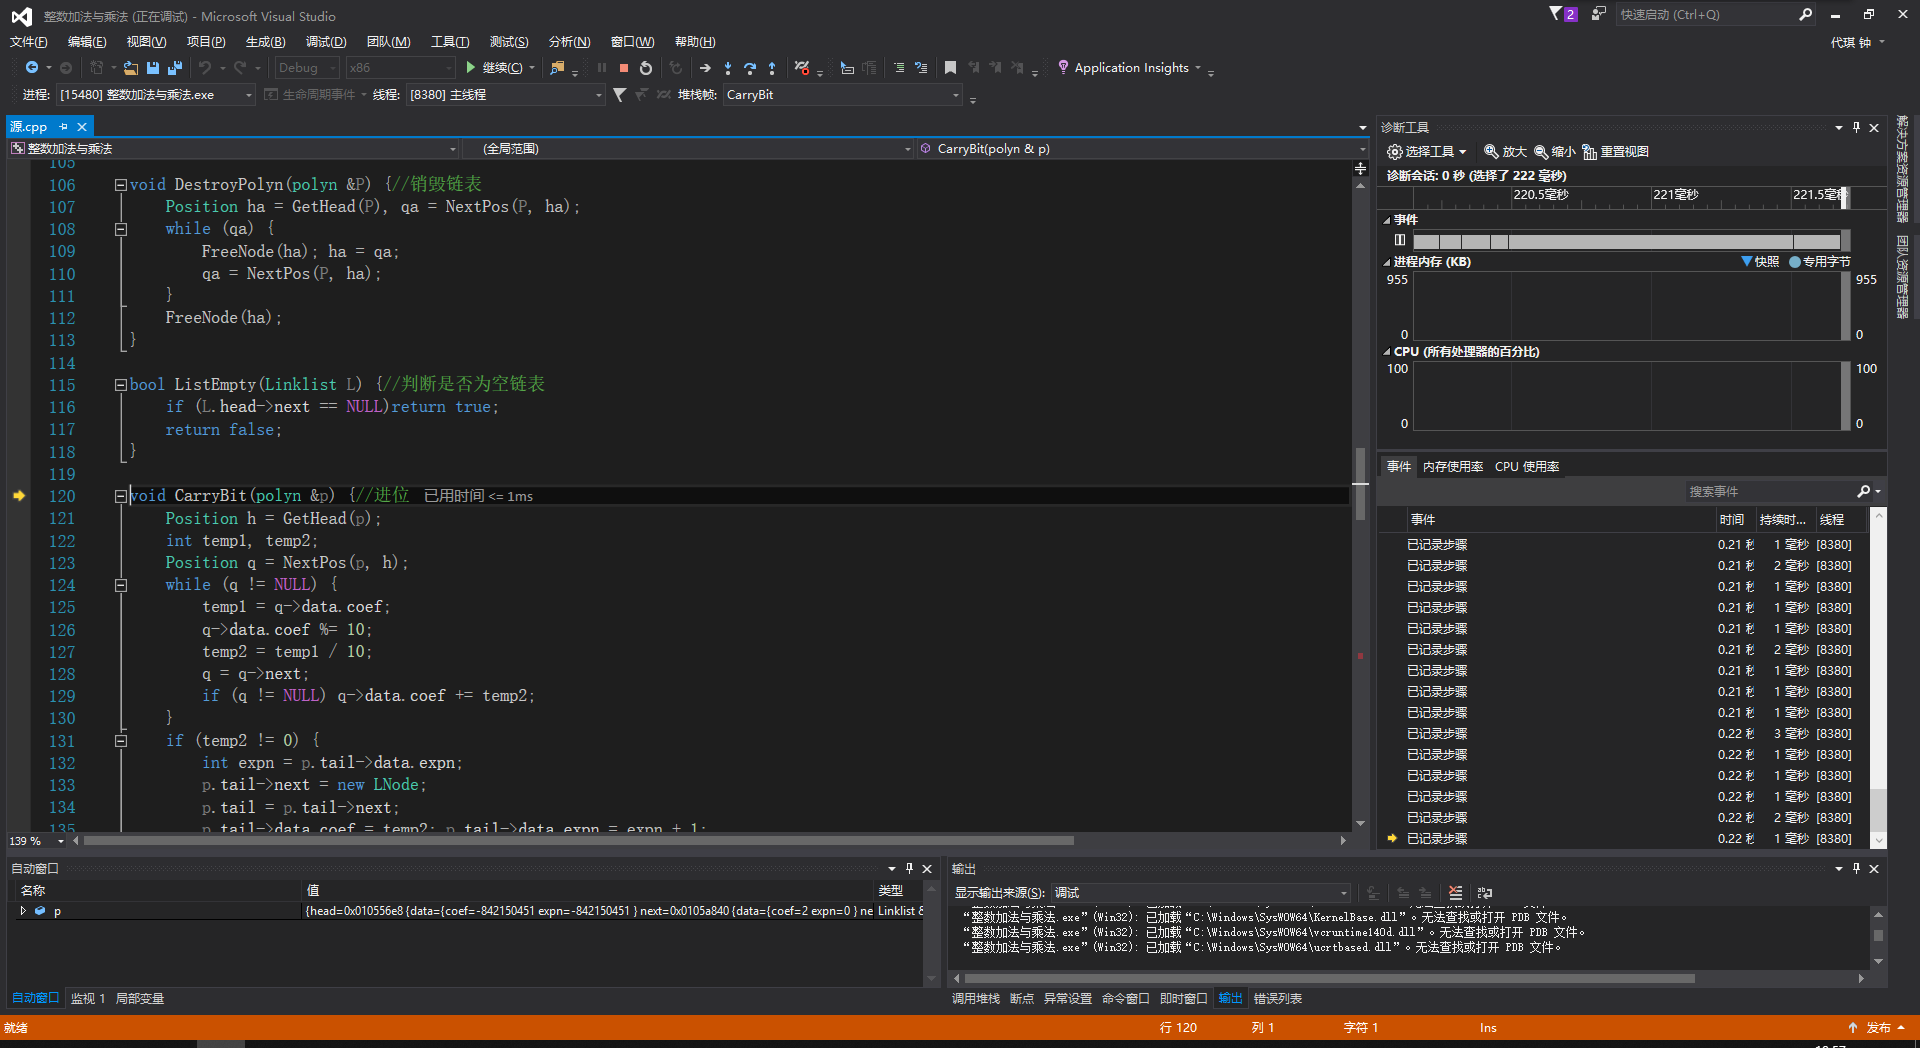 整数加法与乘法 (正在调试) - Microsoft Visual Studio
2
快速启动 (Ctrl+Q)
文件(F) 编辑(E) 视图(V) 项目(P) 生成(B) 调试(D) 团队(M) 工具(T) 测试(S) 分析(N) 窗口(W) 帮助(H)
代琪 钟
Debug x86 继续(C) Application Insights
进程: [15480] 整数加法与乘法.exe 生命周期事件 线程: [8380] 主线程 堆栈帧: CarryBit
源.cpp
整数加法与乘法 (全局范围) CarryBit(polyn & p)
105
106 void DestroyPolyn(polyn &P) {//销毁链表
107 Position ha = GetHead(P), qa = NextPos(P, ha);
108 while (qa) {
109 FreeNode(ha); ha = qa;
110 qa = NextPos(P, ha);
111 }
112 FreeNode(ha);
113 }
114
115 bool ListEmpty(Linklist L) {//判断是否为空链表
116 if (L.head->next == NULL)return true;
117 return false;
118 }
119
120 void CarryBit(polyn &p) {//进位 已用时间 <= 1ms
121 Position h = GetHead(p);
122 int temp1, temp2;
123 Position q = NextPos(p, h);
124 while (q != NULL) {
125 temp1 = q->data.coef;
126 q->data.coef %= 10;
127 temp2 = temp1 / 10;
128 q = q->next;
129 if (q != NULL) q->data.coef += temp2;
130 }
131 if (temp2 != 0) {
132 int expn = p.tail->data.expn;
133 p.tail->next = new LNode;
134 p.tail = p.tail->next;
135 p.tail->data.coef = temp2; p.tail->data.expn = expn + 1;
139 %
诊断工具
选择工具 放大 缩小 重置视图
诊断会话: 0 秒 (选择了 222 毫秒)
220.5毫秒 221毫秒 221.5毫秒
事件
进程内存 (KB) 快照 专用字节
955 955
0 0
CPU (所有处理器的百分比)
100 100
0 0
事件 内存使用率 CPU 使用率
搜索事件
事件 时间 持续时... 线程
已记录步骤 0.21 秒 1 毫秒 [8380]
已记录步骤 0.21 秒 2 毫秒 [8380]
已记录步骤 0.21 秒 1 毫秒 [8380]
已记录步骤 0.21 秒 1 毫秒 [8380]
已记录步骤 0.21 秒 1 毫秒 [8380]
已记录步骤 0.21 秒 2 毫秒 [8380]
已记录步骤 0.21 秒 1 毫秒 [8380]
已记录步骤 0.21 秒 1 毫秒 [8380]
已记录步骤 0.21 秒 1 毫秒 [8380]
已记录步骤 0.22 秒 3 毫秒 [8380]
已记录步骤 0.22 秒 1 毫秒 [8380]
已记录步骤 0.22 秒 1 毫秒 [8380]
已记录步骤 0.22 秒 1 毫秒 [8380]
已记录步骤 0.22 秒 2 毫秒 [8380]
已记录步骤 0.22 秒 1 毫秒 [8380]
解决方案资源管理器
团队资源管理器
自动窗口
名称 值 类型
p {head=0x010556e8 {data={coef=-842150451 expn=-842150451 } next=0x0105a840 {data={coef=2 expn=0 } ne Linklist &
自动窗口 监视 1 局部变量
输出
显示输出来源(S): 调试
“整数加法与乘法.exe”(Win32): 已加载“C:\Windows\SysWOW64\KernelBase.dll”。无法查找或打开 PDB 文件。
“整数加法与乘法.exe”(Win32): 已加载“C:\Windows\SysWOW64\vcruntime140d.dll”。无法查找或打开 PDB 文件。
“整数加法与乘法.exe”(Win32): 已加载“C:\Windows\SysWOW64\ucrtbased.dll”。无法查找或打开 PDB 文件。
调用堆栈 断点 异常设置 命令窗口 即时窗口 输出 错误列表
就绪 行 120 列 1 字符 1 Ins 发布